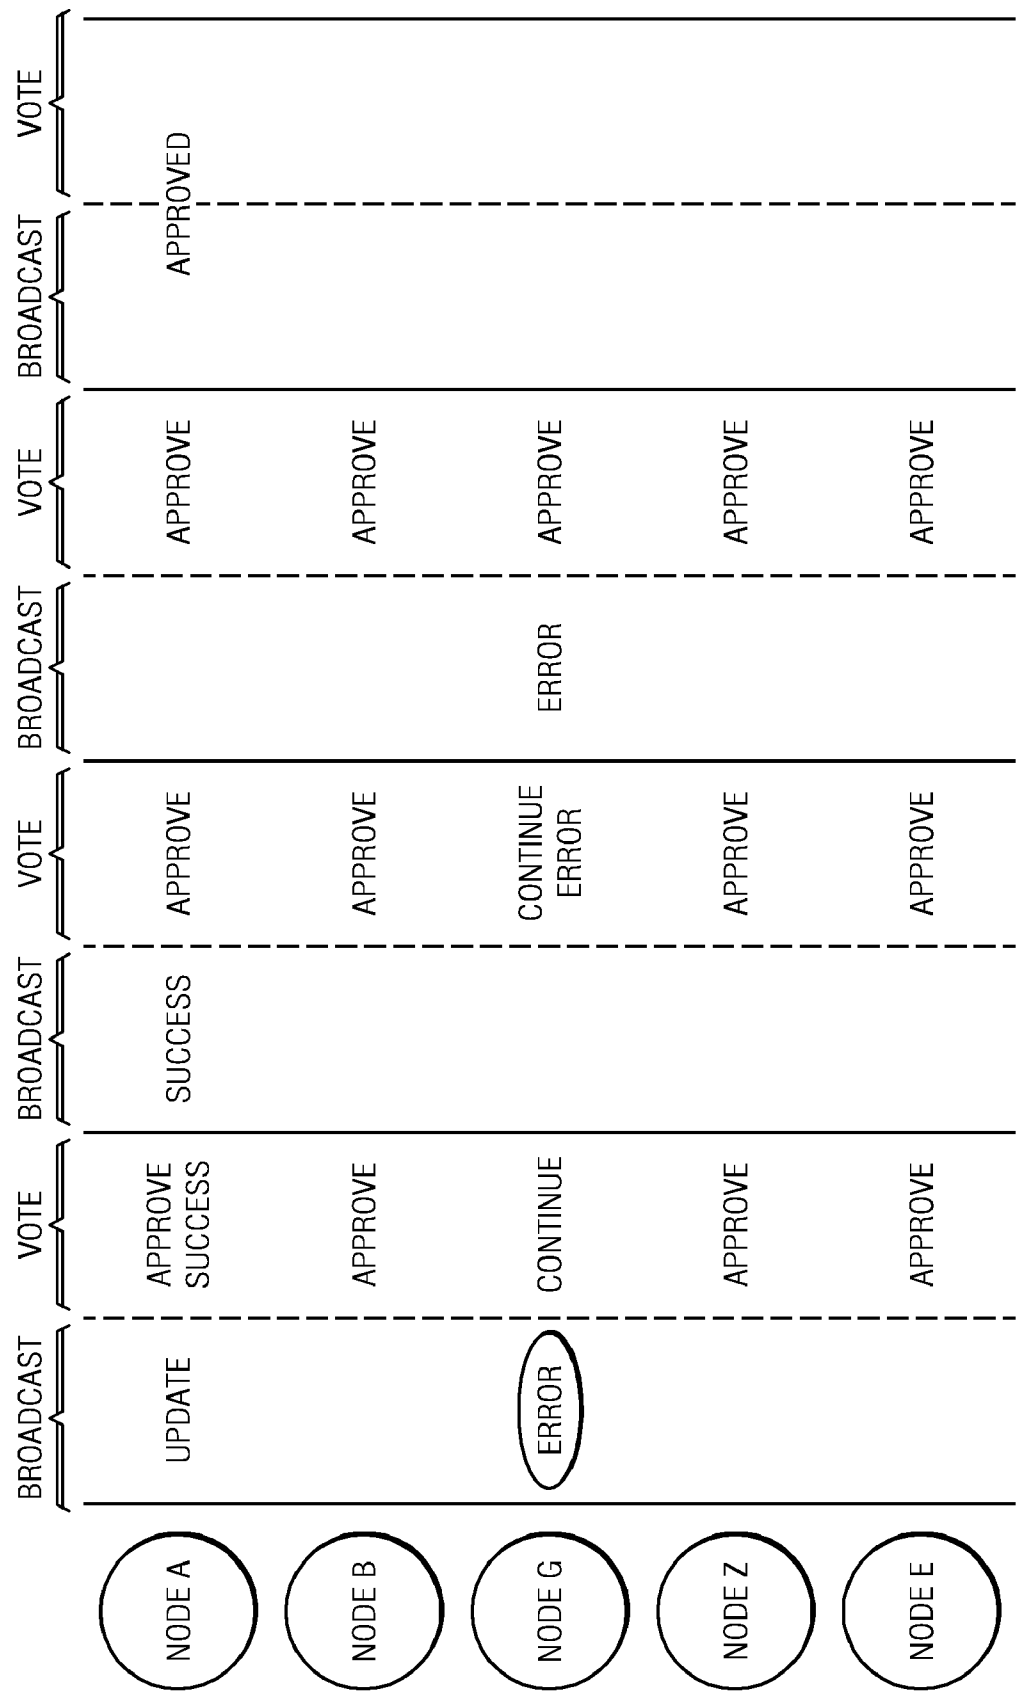 BROADCAST
VOTE
BROADCAST
VOTE
BROADCAST
VOTE
BROADCAST
VOTE
NODE A
UPDATE
APPROVE
SUCCESS
SUCCESS
APPROVE
APPROVE
APPROVED
NODE B
APPROVE
APPROVE
APPROVE
NODE G
ERROR
CONTINUE
CONTINUE
ERROR
ERROR
APPROVE
NODE Z
APPROVE
APPROVE
APPROVE
NODE E
APPROVE
APPROVE
APPROVE